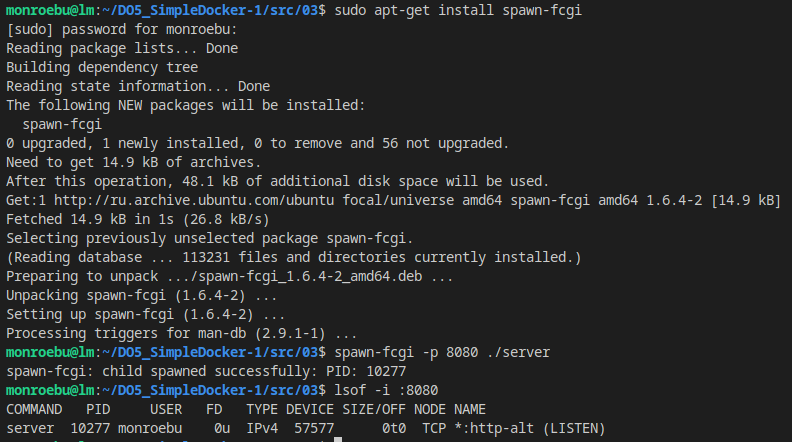 monroebu@lm:~/DO5_SimpleDocker-1/src/03$ sudo apt-get install spawn-fcgi
[sudo] password for monroebu:
Reading package lists... Done
Building dependency tree
Reading state information... Done
The following NEW packages will be installed:
  spawn-fcgi
0 upgraded, 1 newly installed, 0 to remove and 56 not upgraded.
Need to get 14.9 kB of archives.
After this operation, 48.1 kB of additional disk space will be used.
Get:1 http://ru.archive.ubuntu.com/ubuntu focal/universe amd64 spawn-fcgi amd64 1.6.4-2 [14.9 kB]
Fetched 14.9 kB in 1s (26.8 kB/s)
Selecting previously unselected package spawn-fcgi.
(Reading database ... 113231 files and directories currently installed.)
Preparing to unpack .../spawn-fcgi_1.6.4-2_amd64.deb ...
Unpacking spawn-fcgi (1.6.4-2) ...
Setting up spawn-fcgi (1.6.4-2) ...
Processing triggers for man-db (2.9.1-1) ...
monroebu@lm:~/DO5_SimpleDocker-1/src/03$ spawn-fcgi -p 8080 ./server
spawn-fcgi: child spawned successfully: PID: 10277
monroebu@lm:~/DO5_SimpleDocker-1/src/03$ lsof -i :8080
COMMAND   PID     USER   FD   TYPE DEVICE SIZE/OFF NODE NAME
server  10277 monroebu    0u  IPv4  57577      0t0  TCP *:http-alt (LISTEN)